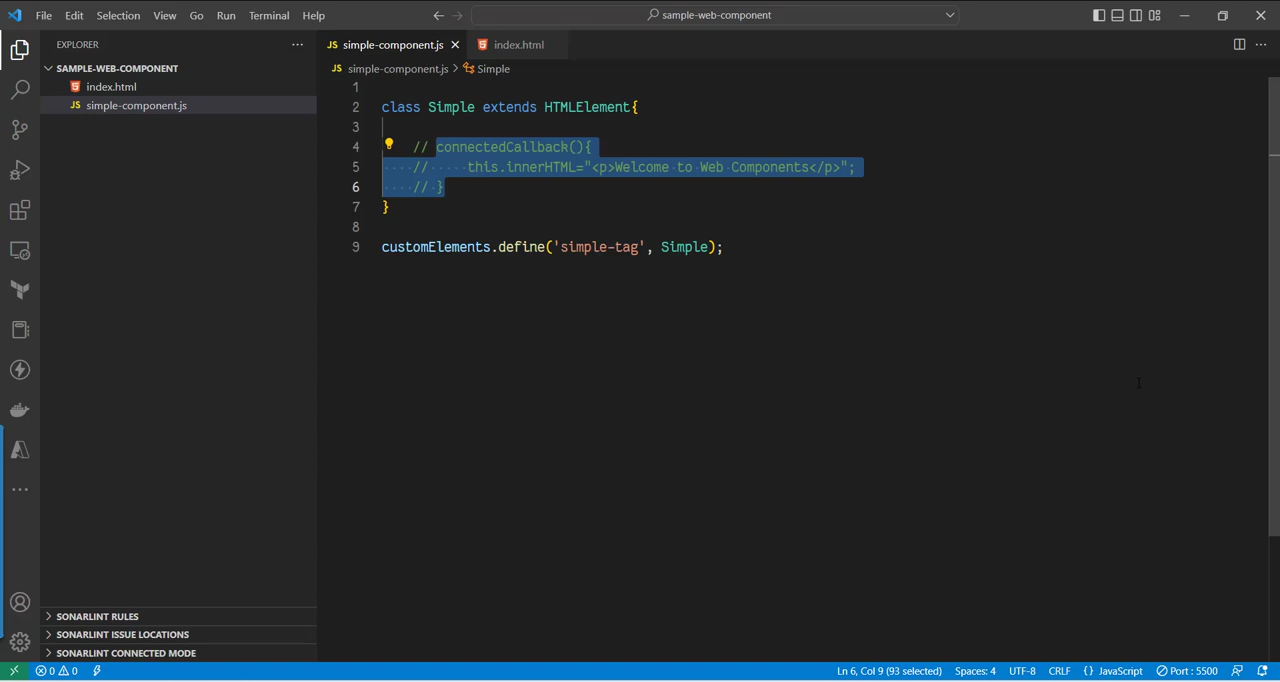 File Edit Selection View Go Run Terminal Help
sample-web-component
EXPLORER
SAMPLE-WEB-COMPONENT
index.html
JS simple-component.js
SONARLINT RULES
SONARLINT ISSUE LOCATIONS
SONARLINT CONNECTED MODE
JS simple-component.js
index.html
JS simple-component.js > Simple
1
2 class Simple extends HTMLElement{
3
4 // connectedCallback(){
5 // this.innerHTML="<p>Welcome to Web Components</p>";
6 // }
7 }
8
9 customElements.define('simple-tag', Simple);
0 0
Ln 6, Col 9 (93 selected) Spaces: 4 UTF-8 CRLF {} JavaScript Port : 5500